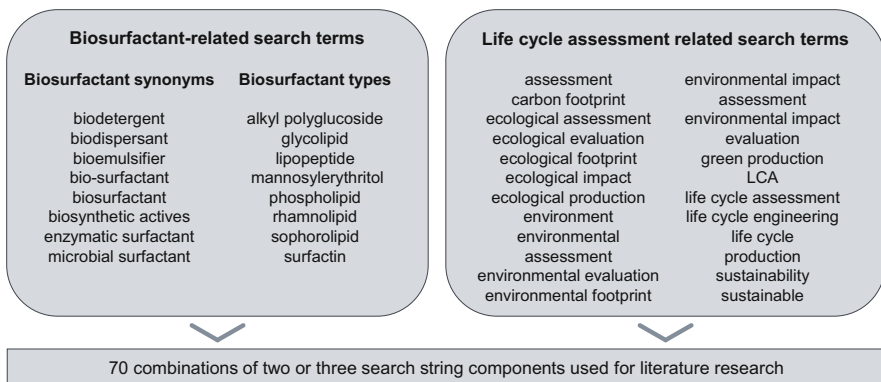 Biosurfactant-related search terms
Biosurfactant synonyms
biodetergent
biodispersant
bioemulsifier
bio-surfactant
biosurfactant
biosynthetic actives
enzymatic surfactant
microbial surfactant
Biosurfactant types
alkyl polyglucoside
glycolipid
lipopeptide
mannosylerythritol
phospholipid
rhamnolipid
sophorolipid
surfactin
Life cycle assessment related search terms
assessment
carbon footprint
ecological assessment
ecological evaluation
ecological footprint
ecological impact
ecological production
environment
environmental
assessment
environmental evaluation
environmental footprint
environmental impact
assessment
environmental impact
evaluation
green production
LCA
life cycle assessment
life cycle engineering
life cycle
production
sustainability
sustainable
70 combinations of two or three search string components used for literature research